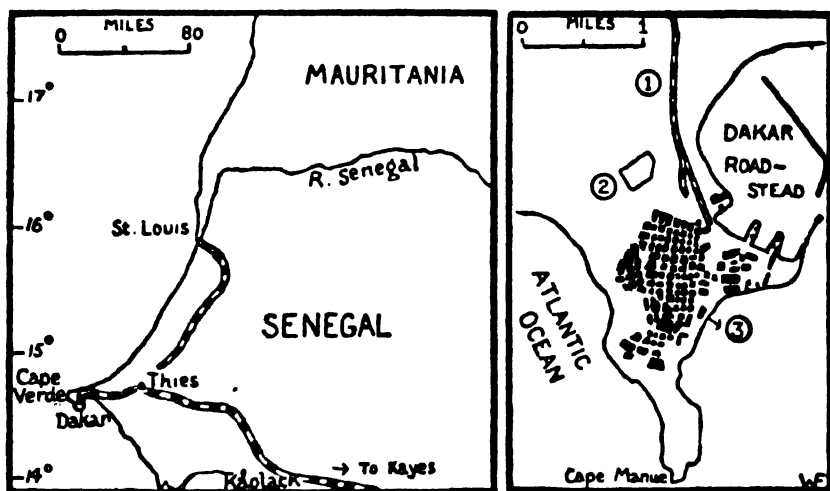 MILES
0 80
17°
MAURITANIA
R. Senegal
16°
St. Louis
SENEGAL
15°
Cape
Verde
Thies
Dakar
14°
Kaolack
→ To Kayes
MILES
0 1
1
DAKAR
ROAD-
STEAD
2
ATLANTIC
OCEAN
3
Cape Manuel